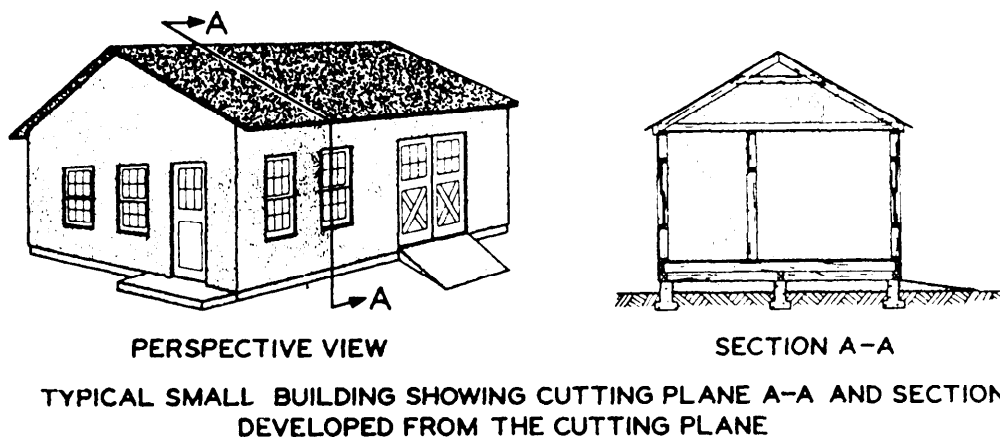 A
A
PERSPECTIVE VIEW
SECTION A-A
TYPICAL SMALL BUILDING SHOWING CUTTING PLANE A-A AND SECTION
DEVELOPED FROM THE CUTTING PLANE